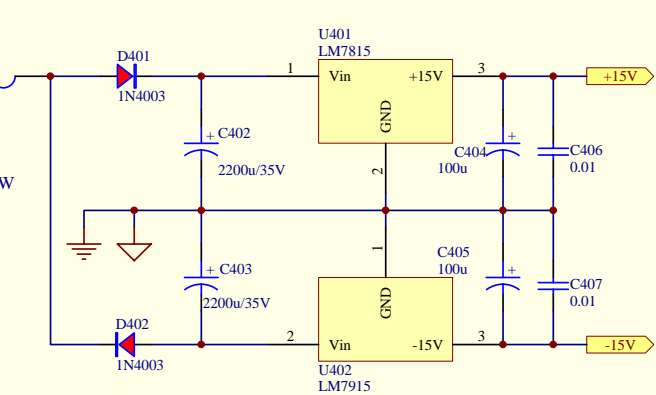 U401
LM7815
D401
1N4003
1
Vin
+15V
3
+15V
GND
2
+
C402
2200u/35V
+
C404
100u
C406
0.01
W
1
GND
+
C403
2200u/35V
C405
100u
+
C407
0.01
D402
1N4003
2
Vin
-15V
3
-15V
U402
LM7915